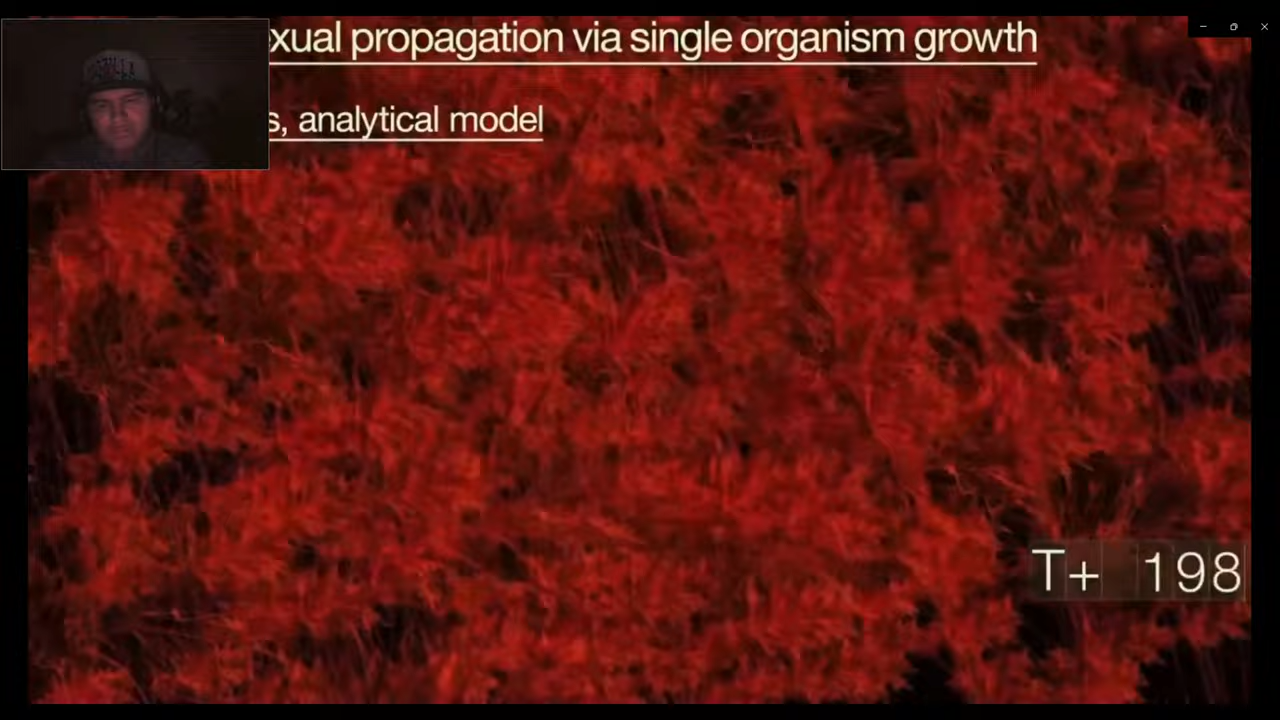 xual propagation via single organism growth
s, analytical model
T+ 198